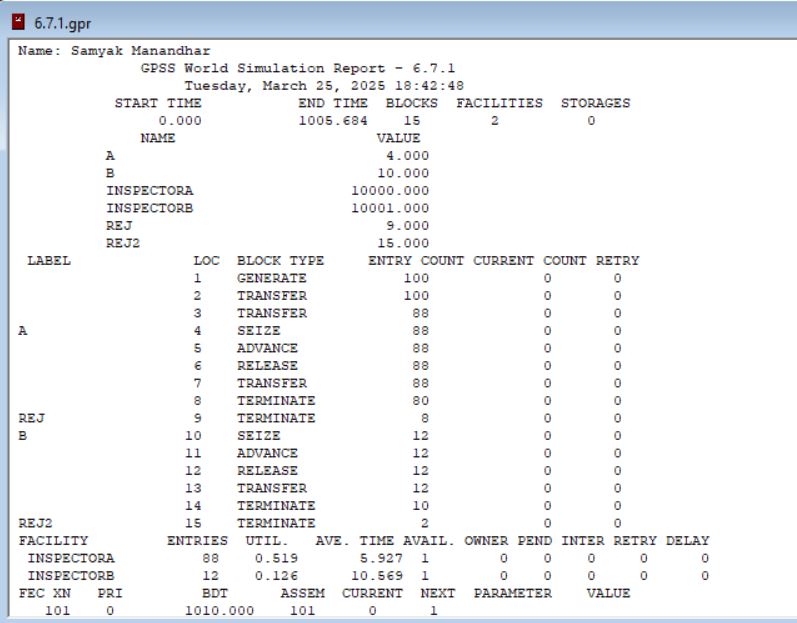 6.7.1.gpr
Name: Samyak Manandhar
GPSS World Simulation Report - 6.7.1
Tuesday, March 25, 2025 18:42:48
START TIME END TIME BLOCKS FACILITIES STORAGES
0.000 1005.684 15 2 0
NAME VALUE
A 4.000
B 10.000
INSPECTORA 10000.000
INSPECTORB 10001.000
REJ 9.000
REJ2 15.000
LABEL LOC BLOCK TYPE ENTRY COUNT CURRENT COUNT RETRY
1 GENERATE 100 0 0
2 TRANSFER 100 0 0
3 TRANSFER 88 0 0
A 4 SEIZE 88 0 0
5 ADVANCE 88 0 0
6 RELEASE 88 0 0
7 TRANSFER 88 0 0
8 TERMINATE 80 0 0
REJ 9 TERMINATE 8 0 0
B 10 SEIZE 12 0 0
11 ADVANCE 12 0 0
12 RELEASE 12 0 0
13 TRANSFER 12 0 0
14 TERMINATE 10 0 0
REJ2 15 TERMINATE 2 0 0
FACILITY ENTRIES UTIL. AVE. TIME AVAIL. OWNER PEND INTER RETRY DELAY
INSPECTORA 88 0.519 5.927 1 0 0 0 0 0
INSPECTORB 12 0.126 10.569 1 0 0 0 0 0
FEC XN PRI BDT ASSEM CURRENT NEXT PARAMETER VALUE
101 0 1010.000 101 0 1